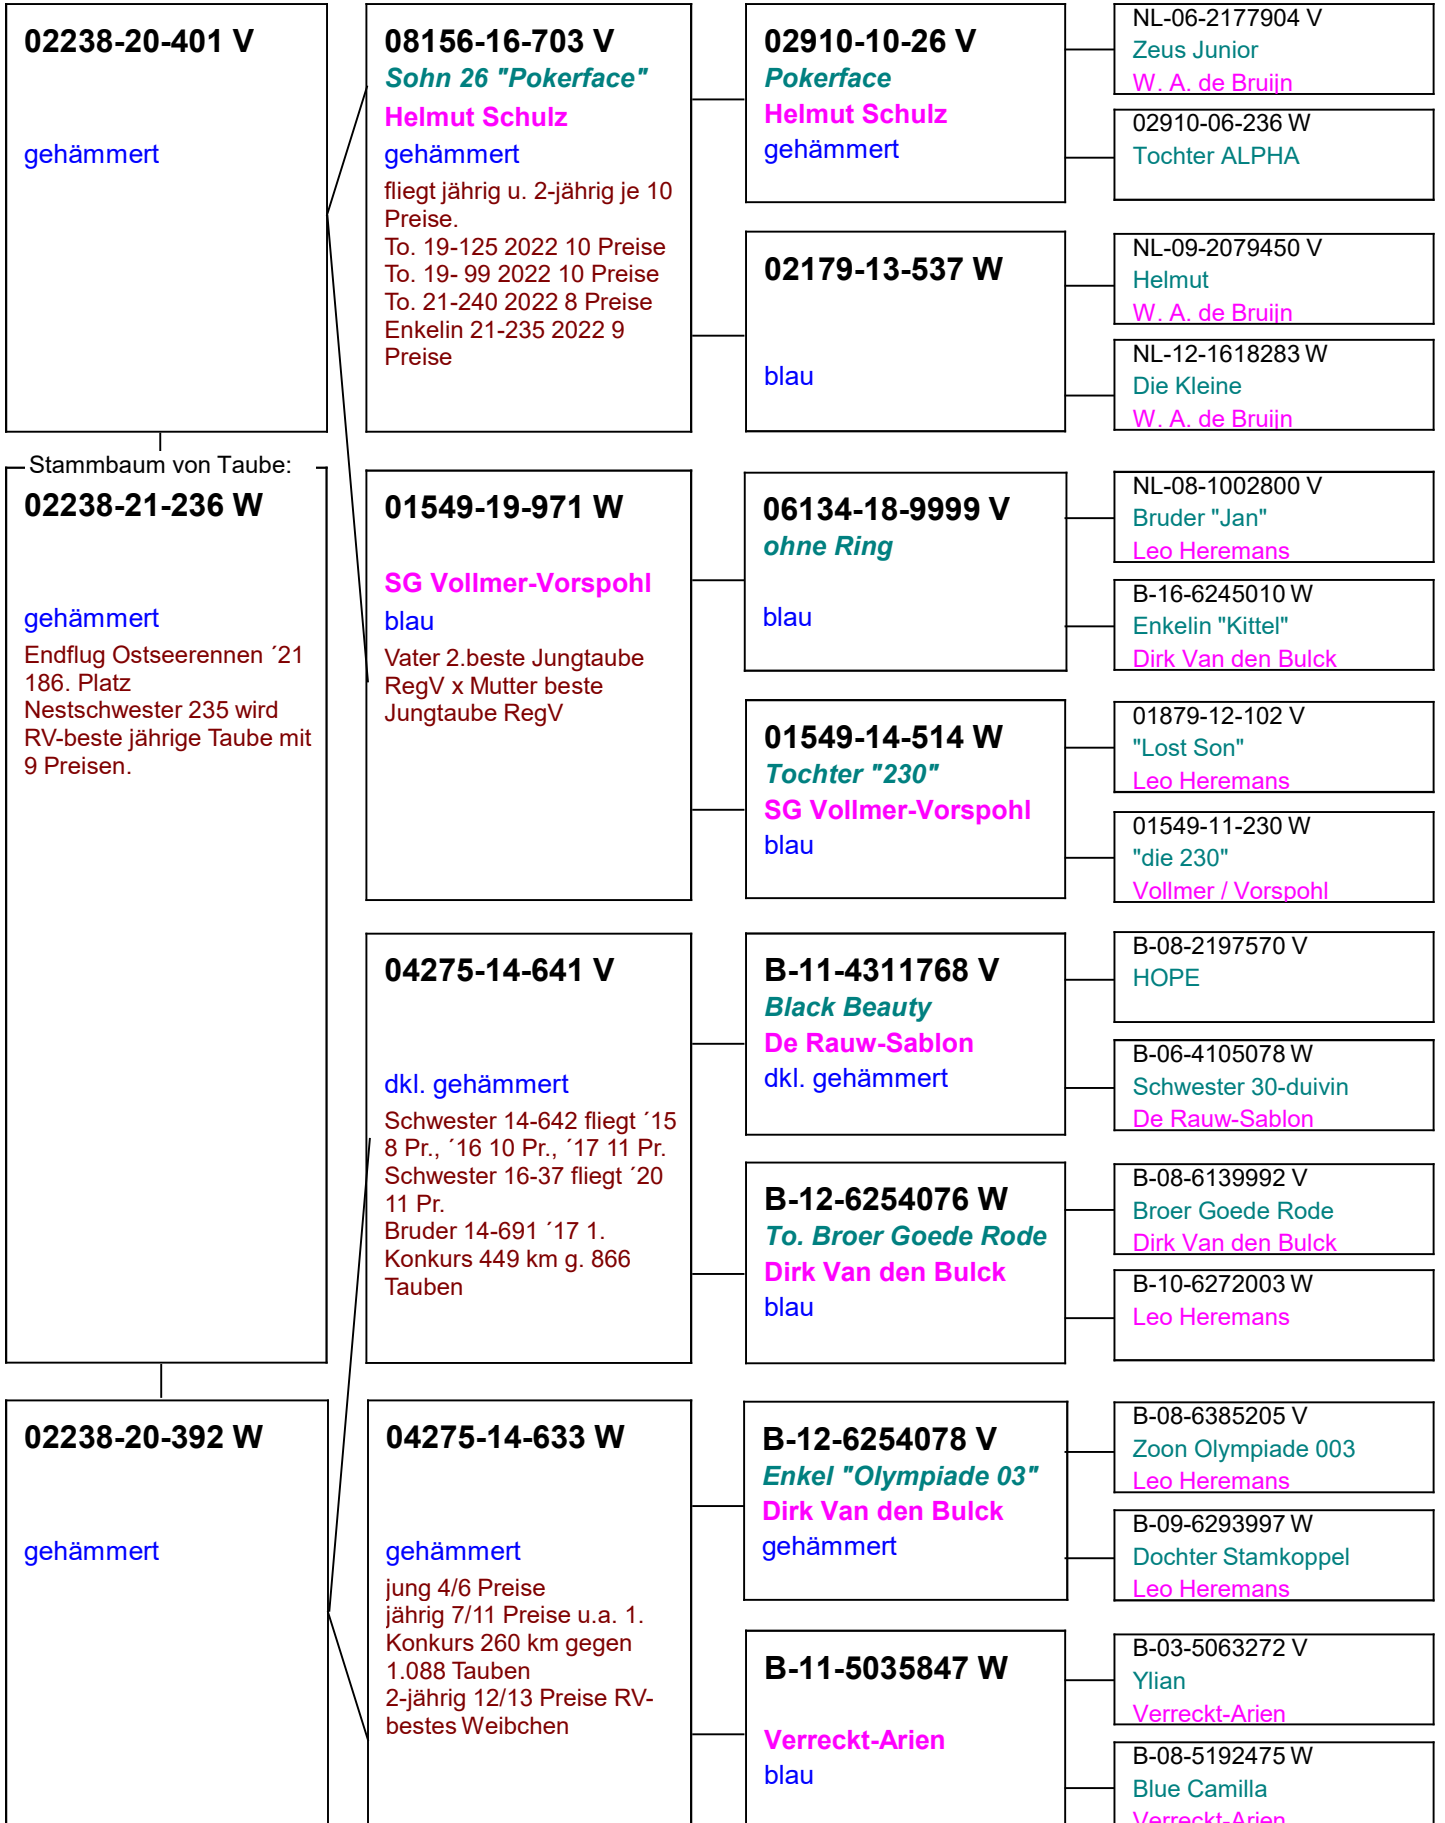 02238-20-401 V
gehämmert
Stammbaum von Taube:
02238-21-236 W
gehämmert
Endflug Ostseerennen ´21
186. Platz
Nestschwester 235 wird
RV-beste jährige Taube mit
9 Preisen.
02238-20-392 W
gehämmert
08156-16-703 V
Sohn 26 "Pokerface"
Helmut Schulz
gehämmert
fliegt jährig u. 2-jährig je 10
Preise.
To. 19-125 2022 10 Preise
To. 19- 99 2022 10 Preise
To. 21-240 2022 8 Preise
Enkelin 21-235 2022 9
Preise
01549-19-971 W
SG Vollmer-Vorspohl
blau
Vater 2.beste Jungtaube
RegV x Mutter beste
Jungtaube RegV
04275-14-641 V
dkl. gehämmert
Schwester 14-642 fliegt ´15
8 Pr., ´16 10 Pr., ´17 11 Pr.
Schwester 16-37 fliegt ´20
11 Pr.
Bruder 14-691 ´17 1.
Konkurs 449 km g. 866
Tauben
04275-14-633 W
gehämmert
jung 4/6 Preise
jährig 7/11 Preise u.a. 1.
Konkurs 260 km gegen
1.088 Tauben
2-jährig 12/13 Preise RV-
bestes Weibchen
02910-10-26 V
Pokerface
Helmut Schulz
gehämmert
02179-13-537 W
blau
06134-18-9999 V
ohne Ring
blau
01549-14-514 W
Tochter "230"
SG Vollmer-Vorspohl
blau
B-11-4311768 V
Black Beauty
De Rauw-Sablon
dkl. gehämmert
B-12-6254076 W
To. Broer Goede Rode
Dirk Van den Bulck
blau
B-12-6254078 V
Enkel "Olympiade 03"
Dirk Van den Bulck
gehämmert
B-11-5035847 W
Verreckt-Arien
blau
NL-06-2177904 V
Zeus Junior
W. A. de Bruijn
02910-06-236 W
Tochter ALPHA
NL-09-2079450 V
Helmut
W. A. de Bruijn
NL-12-1618283 W
Die Kleine
W. A. de Bruijn
NL-08-1002800 V
Bruder "Jan"
Leo Heremans
B-16-6245010 W
Enkelin "Kittel"
Dirk Van den Bulck
01879-12-102 V
"Lost Son"
Leo Heremans
01549-11-230 W
"die 230"
Vollmer / Vorspohl
B-08-2197570 V
HOPE
B-06-4105078 W
Schwester 30-duivin
De Rauw-Sablon
B-08-6139992 V
Broer Goede Rode
Dirk Van den Bulck
B-10-6272003 W
Leo Heremans
B-08-6385205 V
Zoon Olympiade 003
Leo Heremans
B-09-6293997 W
Dochter Stamkoppel
Leo Heremans
B-03-5063272 V
Ylian
Verreckt-Arien
B-08-5192475 W
Blue Camilla
Verreckt-Arien